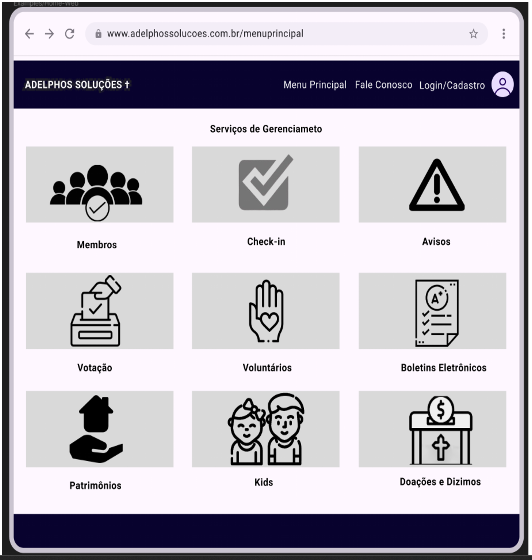 www.adelphossolucoes.com.br/menuprincipal
ADELPHOS SOLUÇÕES † Menu Principal Fale Conosco Login/Cadastro
Serviços de Gerenciameto
Membros Check-in Avisos
A+
Votação Voluntários Boletins Eletrônicos
$
Patrimônios Kids Doações e Dizimos